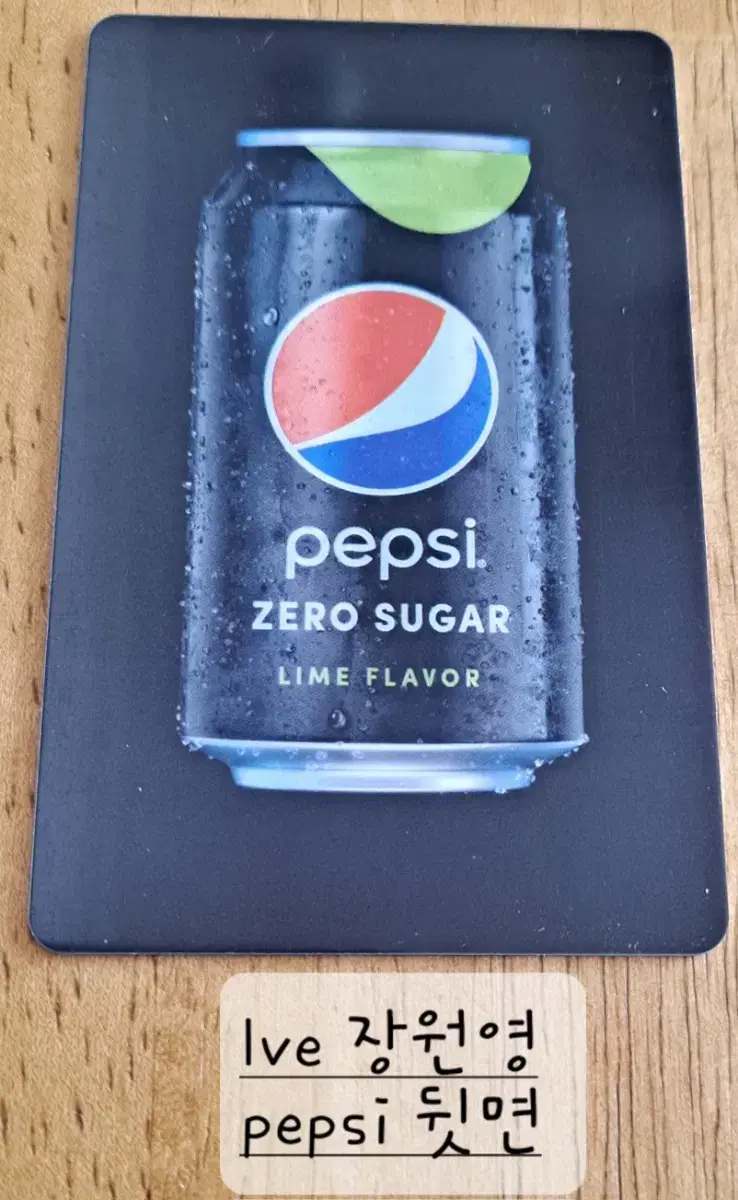 pepsi.
ZERO SUGAR
LIME FLAVOR
Ive 장원영
pepsi 뒷면